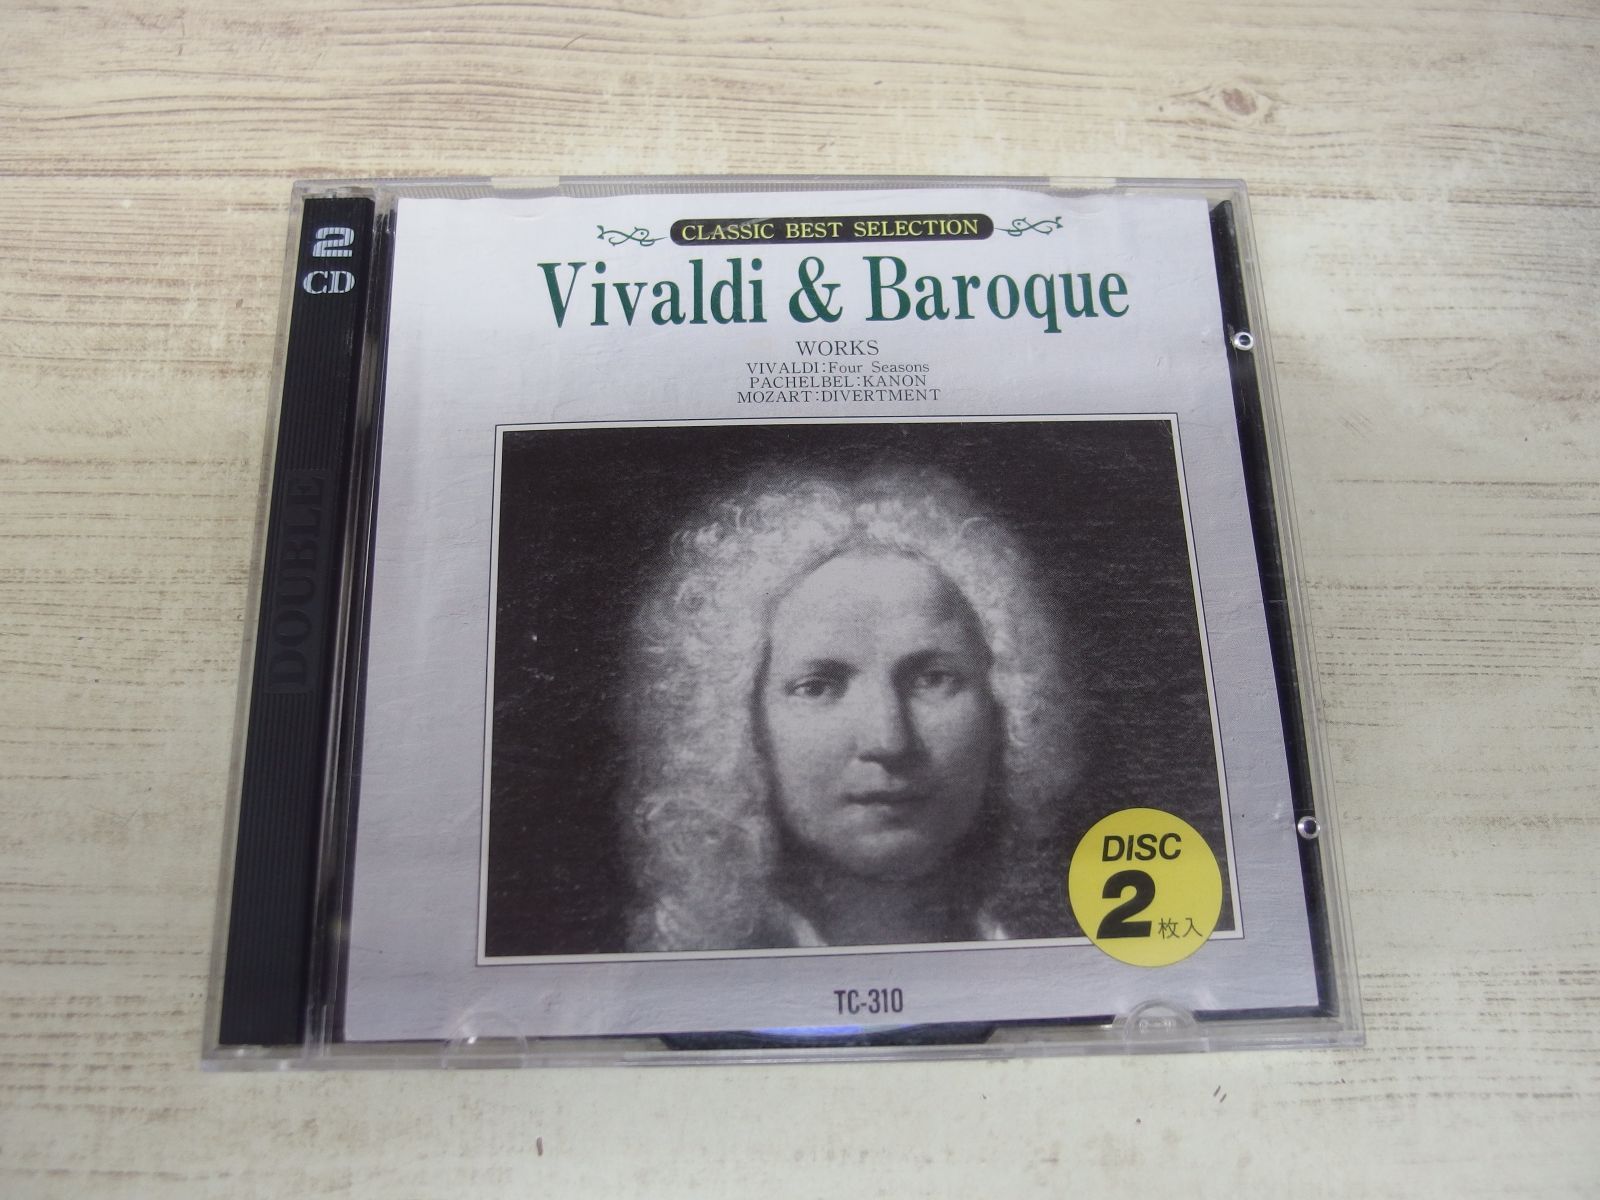 2
CD
DOUBLE
CLASSIC BEST SELECTION
Vivaldi & Baroque
WORKS
VIVALDI:Four Seasons
PACHELBEL:KANON
MOZART:DIVERTMENT
DISC
2枚入
TC-310